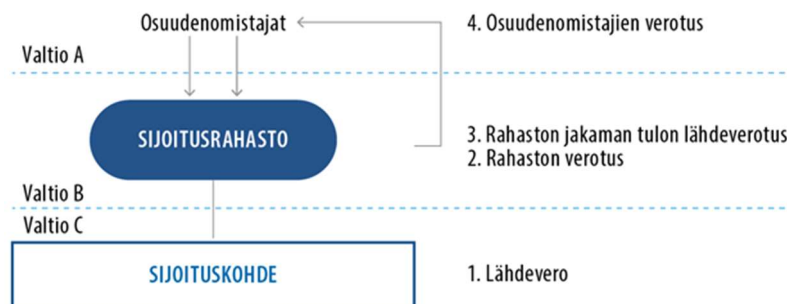 Osuudenomistajat
4. Osuudenomistajien verotus
Valtio A
SIJOITUSRAHASTO
3. Rahaston jakaman tulon lähdeverotus
2. Rahaston verotus
Valtio B
Valtio C
SIJOITUSKOHDE
1. Lähdevero